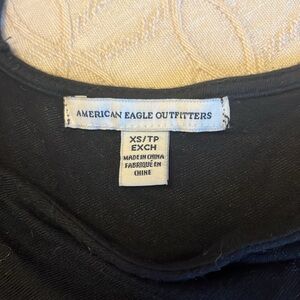 AMERICAN EAGLE OUTFITTERS
XS/TP
EXCH
MADE IN CHINA
FABRIQUÉ EN
CHINE